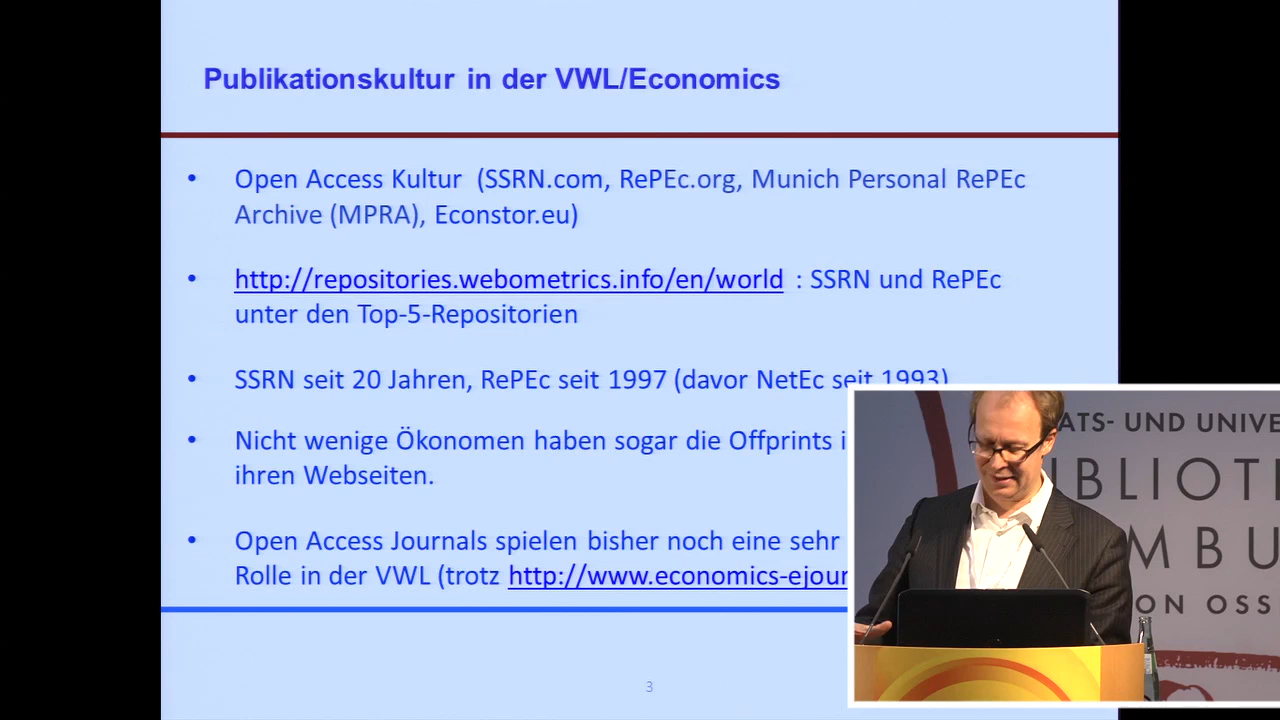 Publikationskultur in der VWL/Economics
• Open Access Kultur (SSRN.com, RePEc.org, Munich Personal RePEc
Archive (MPRA), Econstor.eu)
• http://repositories.webometrics.info/en/world : SSRN und RePEc
unter den Top-5-Repositorien
• SSRN seit 20 Jahren, RePEc seit 1997 (davor NetEc seit 1993)
• Nicht wenige Ökonomen haben sogar die Offprints i
ihren Webseiten.
• Open Access Journals spielen bisher noch eine sehr
Rolle in der VWL (trotz http://www.economics-ejour
3
ATS- UND UNIVE
IBLIOT
MBU
ON OSS